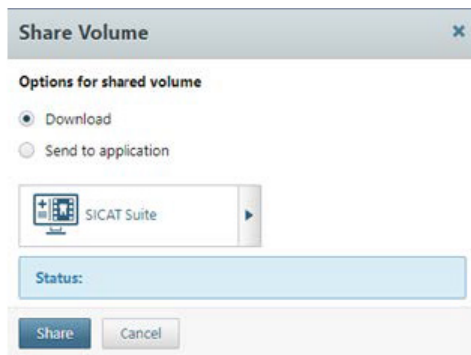 Share Volume
Options for shared volume
Download
Send to application
SICAT Suite
Status:
Share Cancel